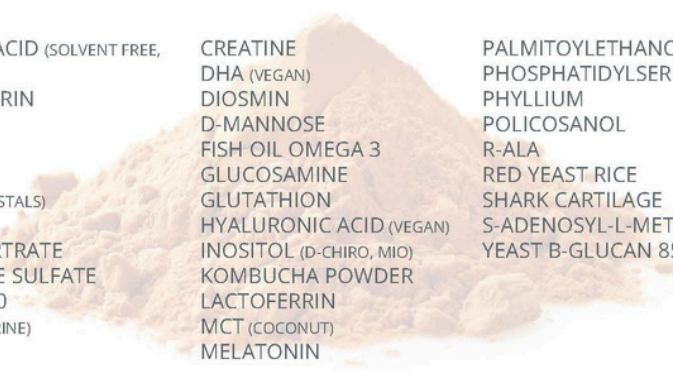 ACID (SOLVENT FREE,
RIN
STALS)
RTRATE
E SULFATE
0
RINE)
CREATINE
DHA (VEGAN)
DIOSMIN
D-MANNOSE
FISH OIL OMEGA 3
GLUCOSAMINE
GLUTATHION
HYALURONIC ACID (VEGAN)
INOSITOL (D-CHIRO, MIO)
KOMBUCHA POWDER
LACTOFERRIN
MCT (COCONUT)
MELATONIN
PALMITOYLETHANO
PHOSPHATIDYLSER
PHYLLIUM
POLICOSANOL
R-ALA
RED YEAST RICE
SHARK CARTILAGE
S-ADENOSYL-L-MET
YEAST B-GLUCAN 85